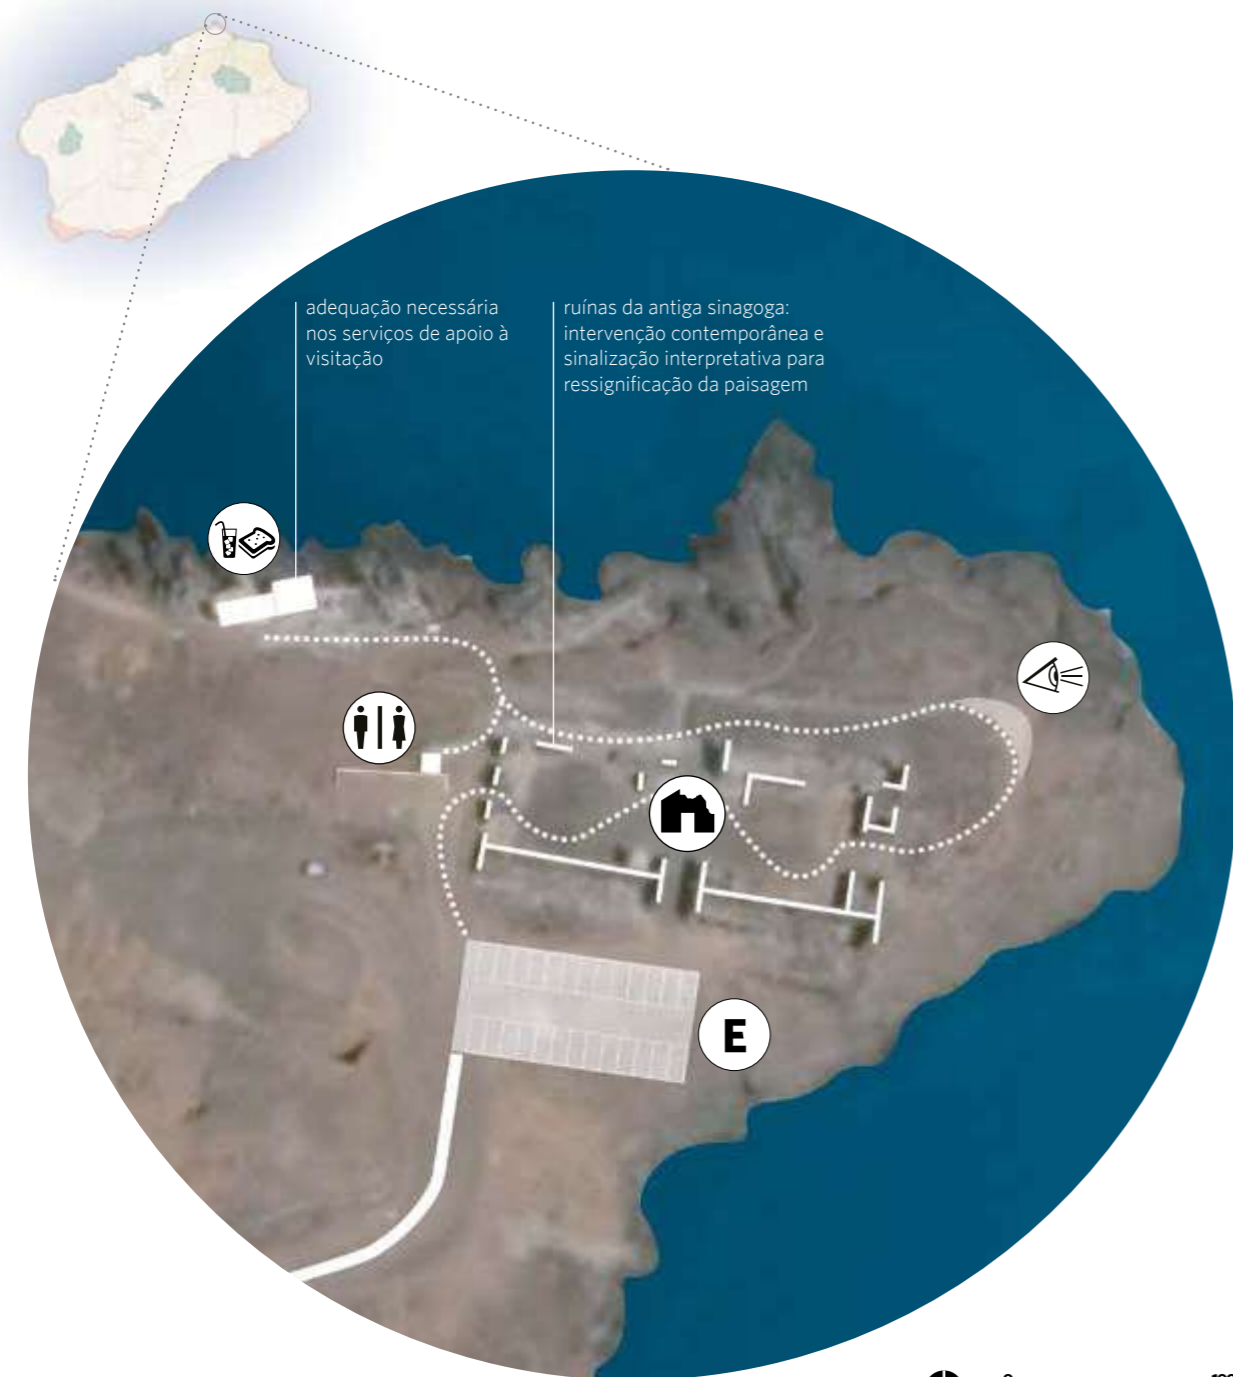 adequação necessária
nos serviços de apoio à
visitação
ruínas da antiga sinagoga:
intervenção contemporânea e
sinalização interpretativa para
ressignificação da paisagem
E